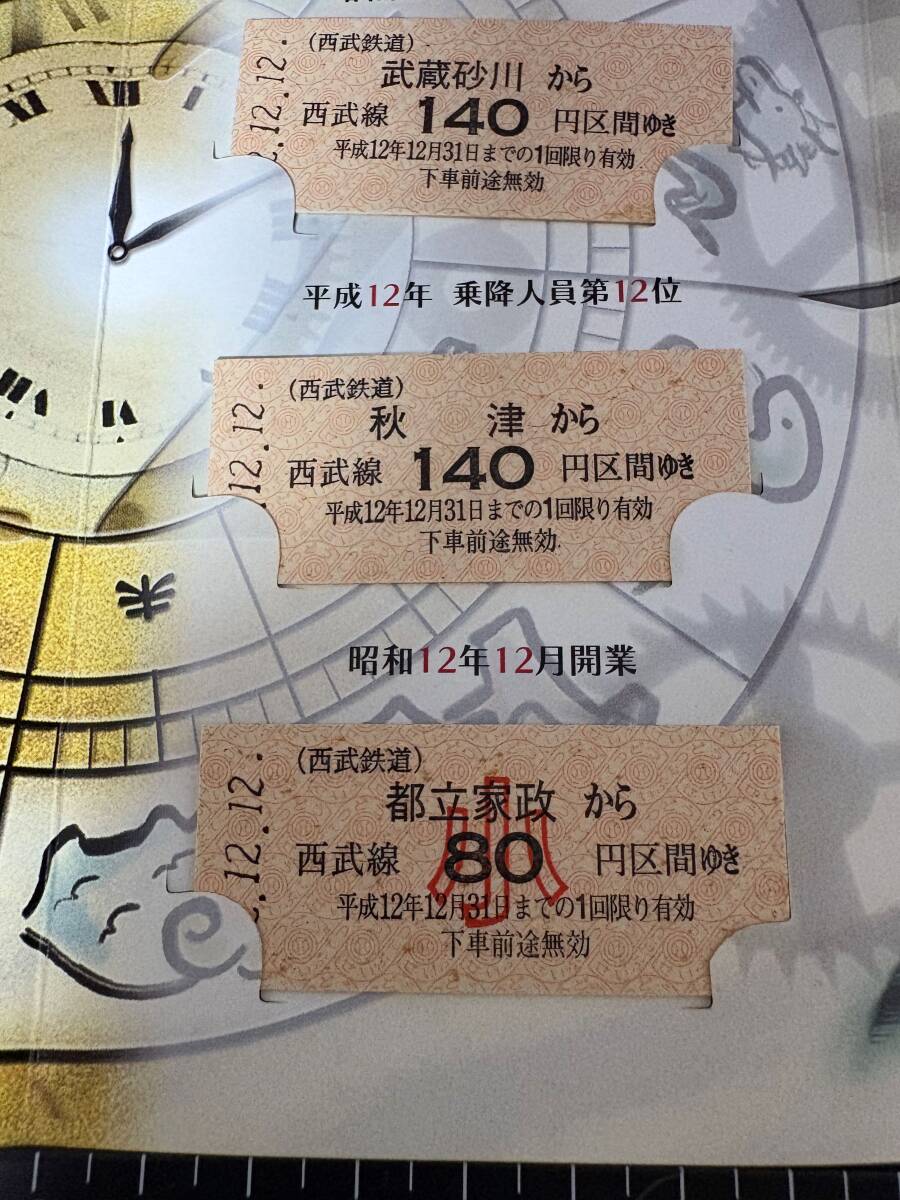 (西武鉄道)
武蔵砂川 から
西武線 140 円区間ゆき
平成12年12月31日までの1回限り有効
下車前途無効
12.12.
平成12年 乗降人員第12位
(西武鉄道)
秋 津 から
西武線 140 円区間ゆき
平成12年12月31日までの1回限り有効
下車前途無効
12.12.
昭和12年12月開業
(西武鉄道)
都立家政 から
西武線 80 円区間ゆき
小
平成12年12月31日までの1回限り有効
下車前途無効
12.12.